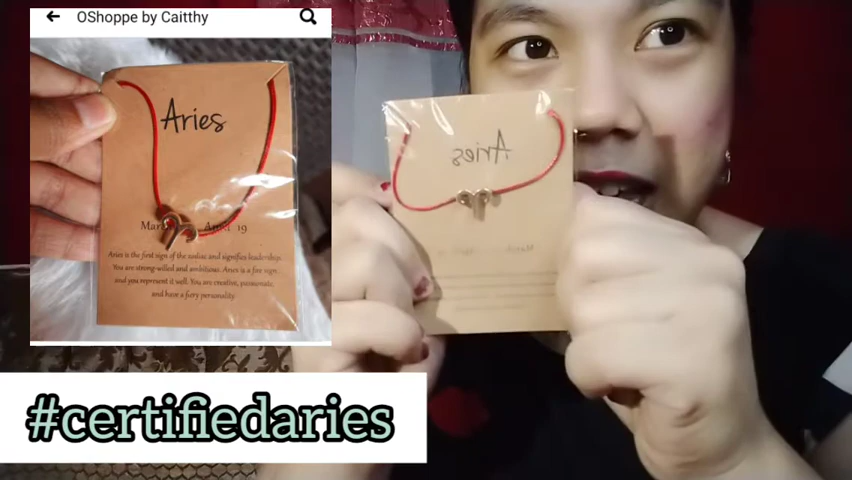 OShoppe by Caitthy
Aries
Aries
Mar
April 19
Aries is the first sign of the zodiac and signifies leadership.
You are strong-willed and ambitious. Aries is a fire sign
and you represent it well. You are creative, passionate
and have a fiery personality.
#certifiedaries